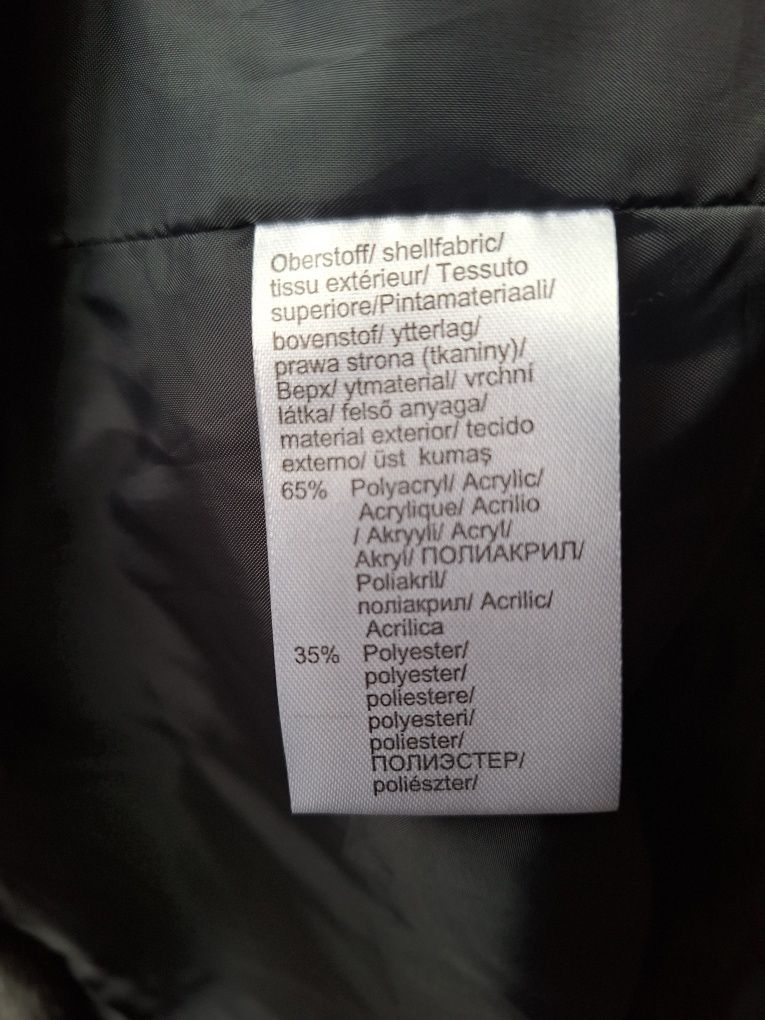 Oberstoff/ shellfabric/
tissu extérieur/ Tessuto
superiore/Pintamateriaali/
bovenstof/ ytterlag/
prawa strona (tkaniny)/
Верх/ ytmaterial/ vrchní
látka/ felső anyaga/
material exterior/ tecido
externo/ üst kumaş
65% Polyacryl/ Acrylic/
Acrylique/ Acrilio
/ Akryyli/ Acryl/
Akryl/ ПОЛИАКРИЛ/
Poliakril/
поліакрил/ Acrilic/
Acrílica
35% Polyester/
polyester/
poliestere/
polyesteri/
poliester/
ПОЛИЭСТЕР/
poliészter/